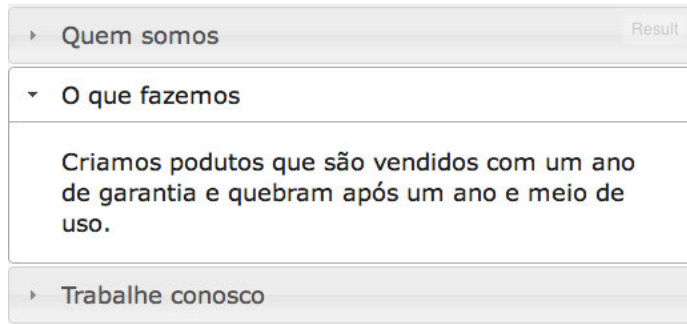 Quem somos
Result
O que fazemos
Criamos podutos que são vendidos com um ano
de garantia e quebram após um ano e meio de
uso.
Trabalhe conosco